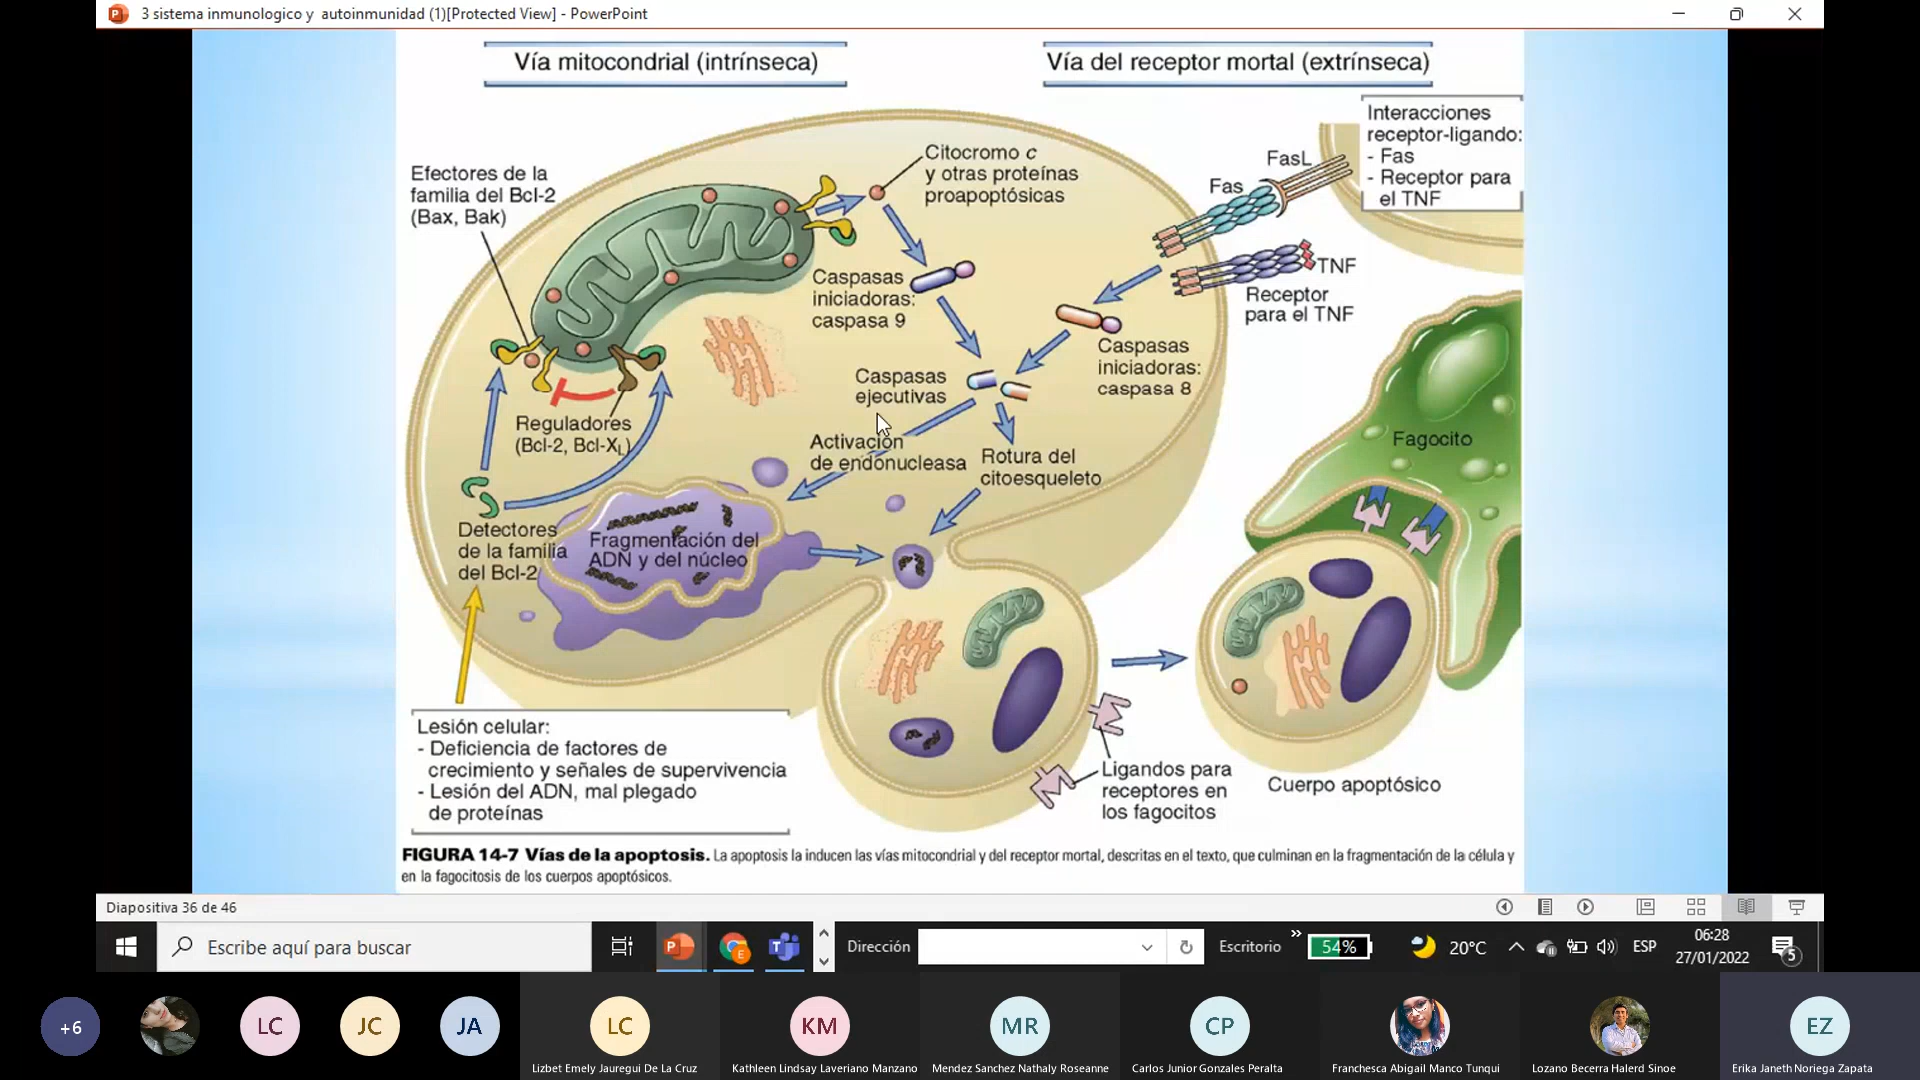 3 sistema inmunologico y autoinmunidad (1)[Protected View] - PowerPoint
Vía mitocondrial (intrínseca)
Vía del receptor mortal (extrínseca)
Interacciones
receptor-ligando:
- Fas
- Receptor para
el TNF
Efectores de la
familia del Bcl-2
(Bax, Bak)
Citocromo c
y otras proteínas
proapoptósicas
FasL
Fas
TNF
Receptor
para el TNF
Caspasas
iniciadoras:
caspasa 9
Caspasas
iniciadoras:
caspasa 8
Caspasas
ejecutivas
Reguladores
(Bcl-2, Bcl-XL)
Activación
de endonucleasa
Rotura del
citoesqueleto
Fagocito
Detectores
de la familia
del Bcl-2
Fragmentación del
ADN y del núcleo
Lesión celular:
- Deficiencia de factores de
crecimiento y señales de supervivencia
- Lesión del ADN, mal plegado
de proteínas
Ligandos para
receptores en
los fagocitos
Cuerpo apoptósico
FIGURA 14-7 Vías de la apoptosis. La apoptosis la inducen las vías mitocondrial y del receptor mortal, descritas en el texto, que culminan en la fragmentación de la célula y
en la fagocitosis de los cuerpos apoptósicos.
Diapositiva 36 de 46
Escribe aquí para buscar
Dirección
Escritorio
54%
20°C
ESP
06:28
27/01/2022
5
+6
LC
JC
JA
LC
KM
MR
CP
EZ
Lizbet Emely Jauregui De La Cruz
Kathleen Lindsay Laveriano Manzano
Mendez Sanchez Nathaly Roseanne
Carlos Junior Gonzales Peralta
Franchesca Abigail Manco Tunqui
Lozano Becerra Halerd Sinoe
Erika Janeth Noriega Zapata